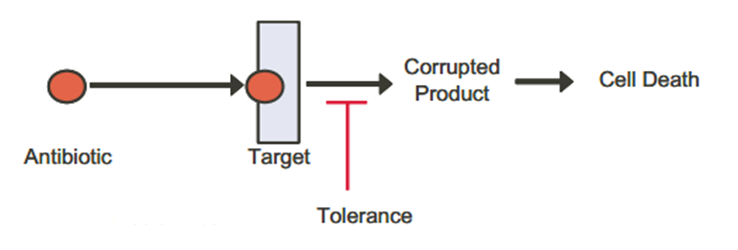 Corrupted
Product
Cell Death
Antibiotic
Target
Tolerance